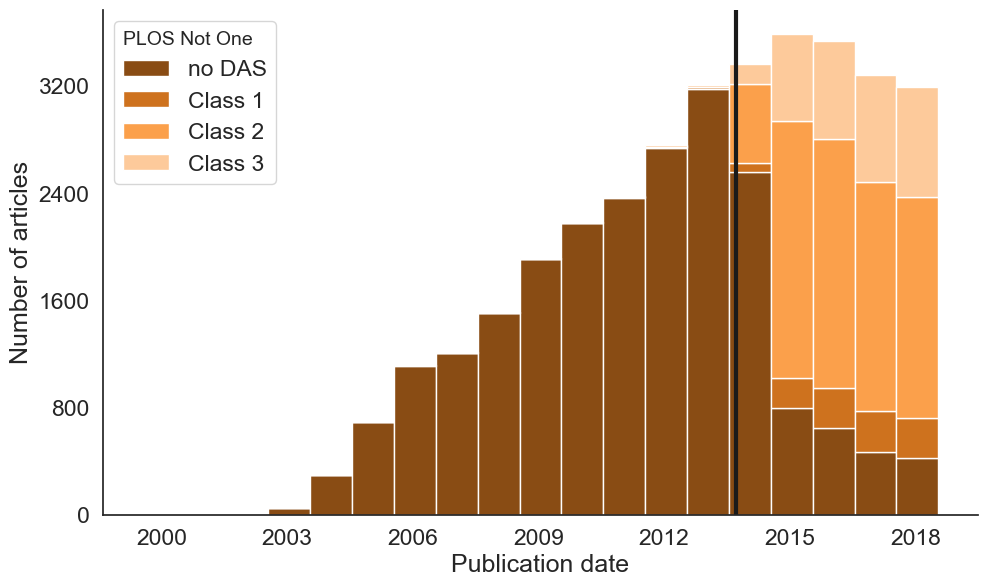 PLOS Not One
no DAS
Class 1
Class 2
Class 3
Number of articles
3200
2400
1600
800
0
2000 2003 2006 2009 2012 2015 2018
Publication date